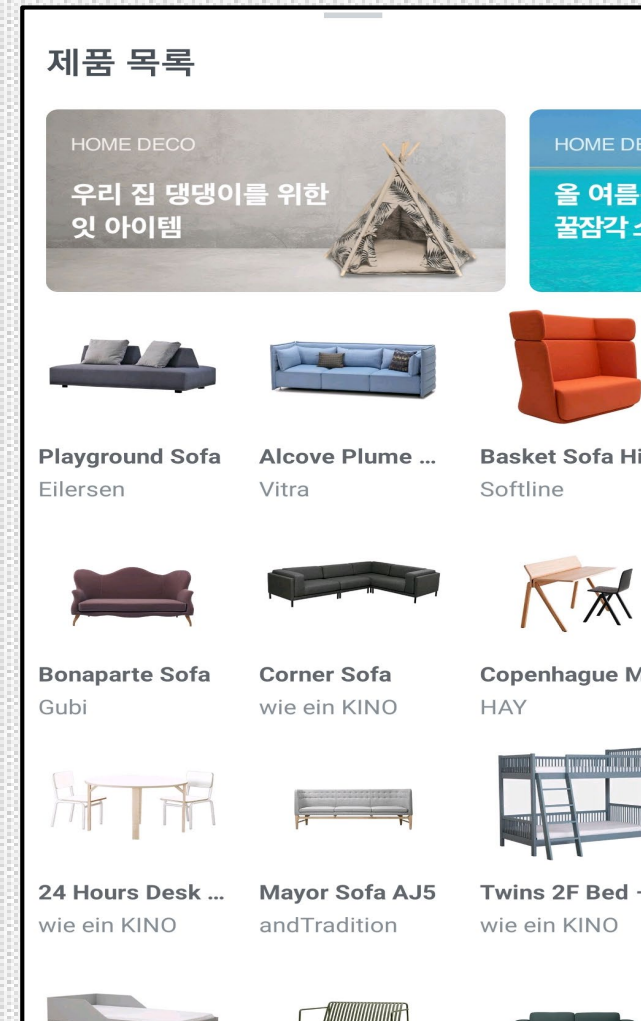 제품 목록
HOME DECO
우리 집 댕댕이를 위한
잇 아이템
HOME DE
올 여름
꿀잠각
Playground Sofa
Eilersen
Alcove Plume ...
Vitra
Basket Sofa Hi
Softline
Bonaparte Sofa
Gubi
Corner Sofa
wie ein KINO
Copenhague M
HAY
24 Hours Desk ...
wie ein KINO
Mayor Sofa AJ5
andTradition
Twins 2F Bed -
wie ein KINO